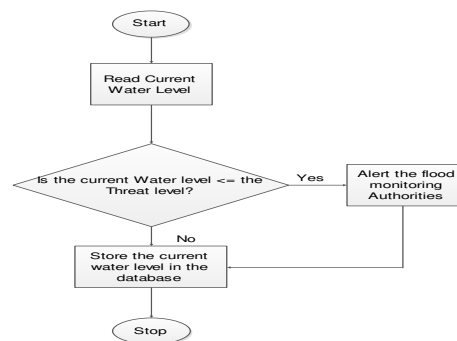 Start
Read Current
Water Level
Is the current Water level <= the
Threat level?
Yes
Alert the flood
monitoring
Authorities
No
Store the current
water level in the
database
Stop